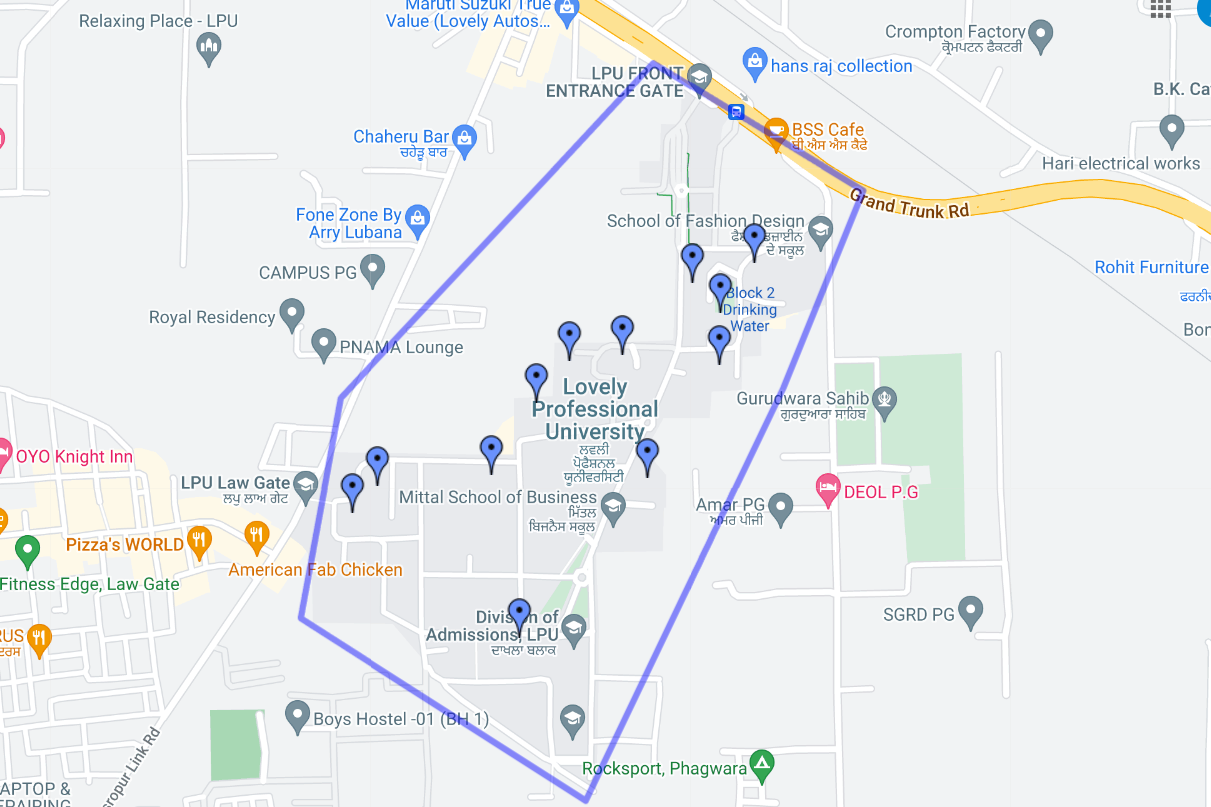 Relaxing Place - LPU
Maruti Suzuki True
Value (Lovely Autos...
Crompton Factory
ਕ੍ਰੋਮਪਟਨ ਫੈਕਟਰੀ
LPU FRONT
ENTRANCE GATE
hans raj collection
B.K. Ca
BSS Cafe
ਬੀ ਐਸ ਐਸ ਕੈਫੇ
Chaheru Bar
ਚਹੇੜੂ ਬਾਰ
Hari electrical works
Grand Trunk Rd
Fone Zone By
Arry Lubana
School of Fashion Design
ਦੇ ਸਕੂਲ
CAMPUS PG
Rohit Furniture
Block 2
Drinking
Water
Royal Residency
PNAMA Lounge
Bon
Lovely
Professional
University
ਲਵਲੀ
ਪ੍ਰੋਫੈਸ਼ਨਲ
ਯੂਨੀਵਰਸਿਟੀ
Gurudwara Sahib
ਗੁਰਦੁਆਰਾ ਸਾਹਿਬ
OYO Knight Inn
LPU Law Gate
ਲਪੁ ਲਾਅ ਗੇਟ
Mittal School of Business
ਮਿੱਤਲ
ਬਿਜਨੈਸ ਸਕੂਲ
Amar PG
ਅਮਰ ਪੀਜੀ
DEOL P.G
Pizza's WORLD
American Fab Chicken
Fitness Edge, Law Gate
Division of
Admissions, LPU
ਦਾਖਲਾ ਬਲਾਕ
SGRD PG
RUS
ਟਰਸ
Boys Hostel -01 (BH 1)
Rocksport, Phagwara
sropur Link Rd
APTOP &
EPAIRING